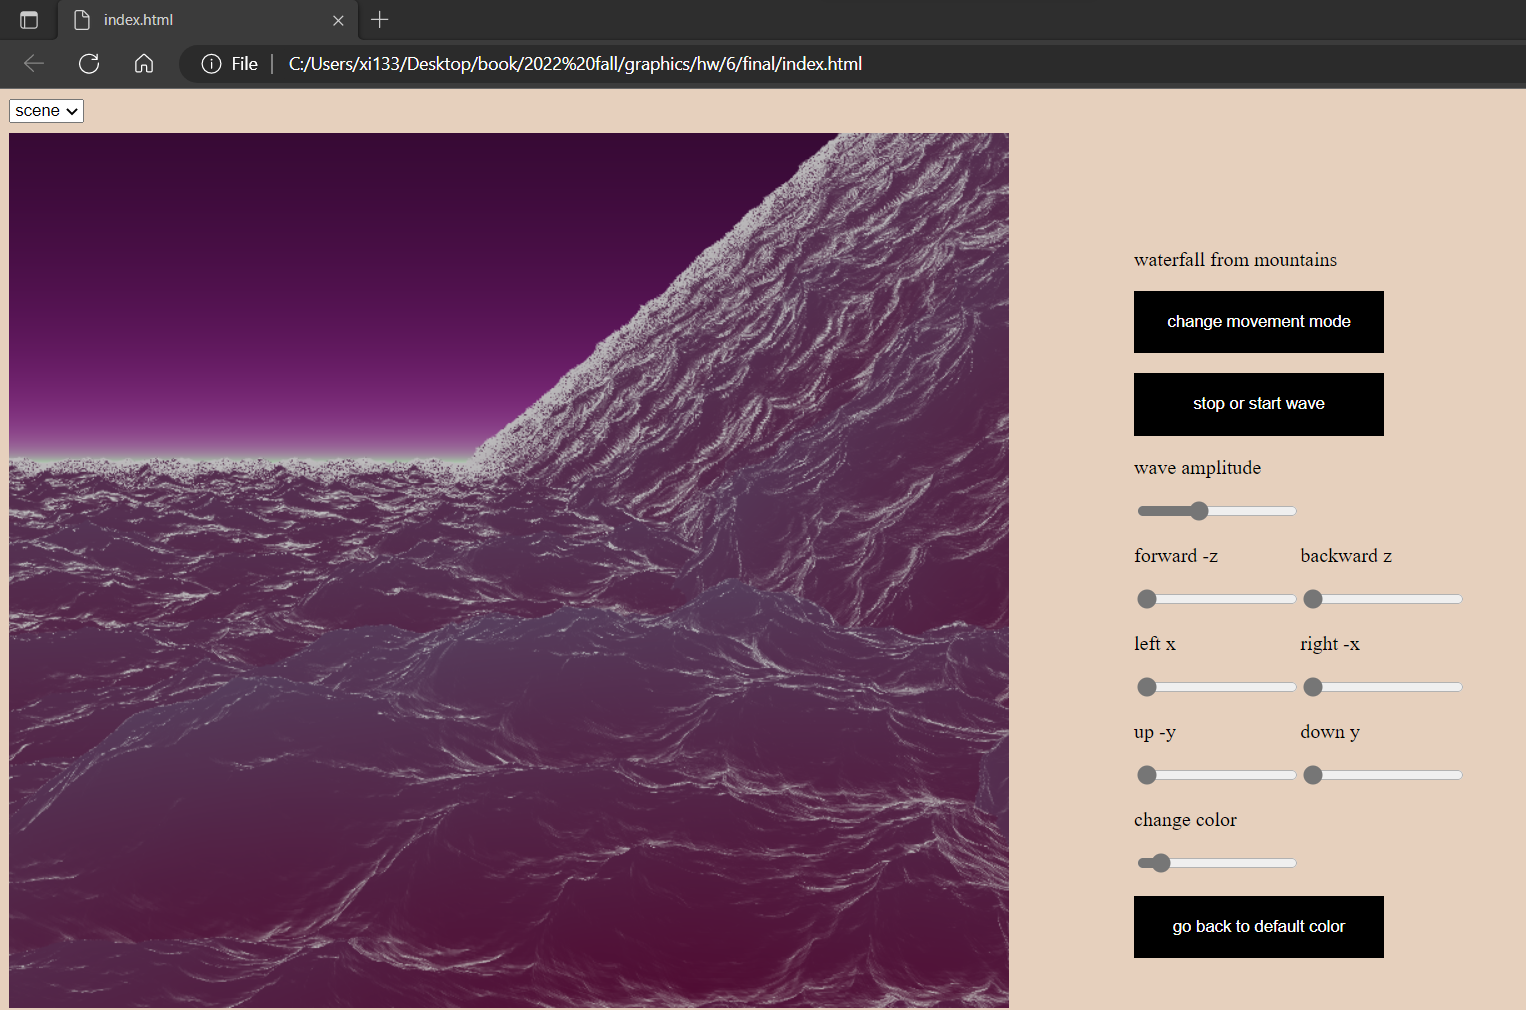 index.html
File
C:/Users/xi133/Desktop/book/2022%20fall/graphics/hw/6/final/index.html
scene
waterfall from mountains
change movement mode
stop or start wave
wave amplitude
forward -z backward z
left x right -x
up -y down y
change color
go back to default color